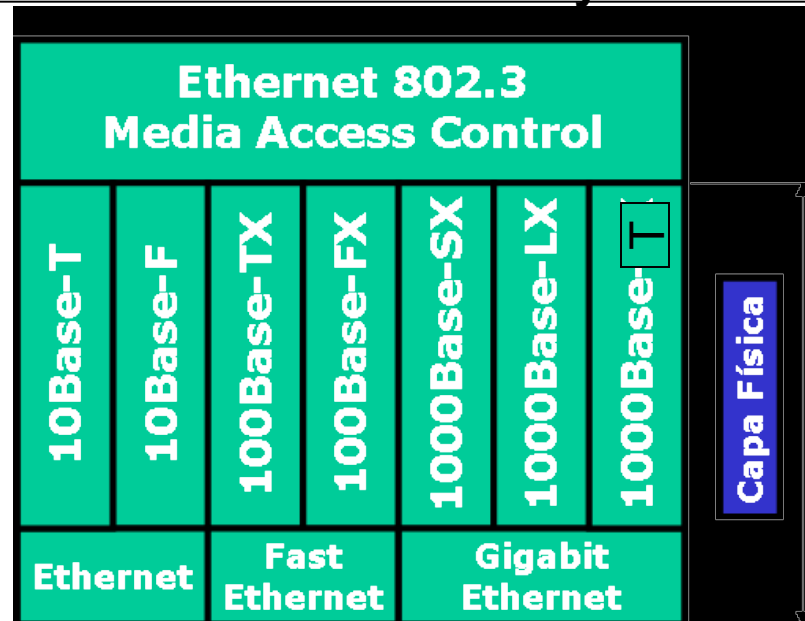 Ethernet 802.3
Media Access Control
10Base-T
10Base-F
100Base-TX
100Base-FX
1000Base-SX
1000Base-LX
1000Base-T
Capa Física
Ethernet
Fast
Ethernet
Gigabit
Ethernet